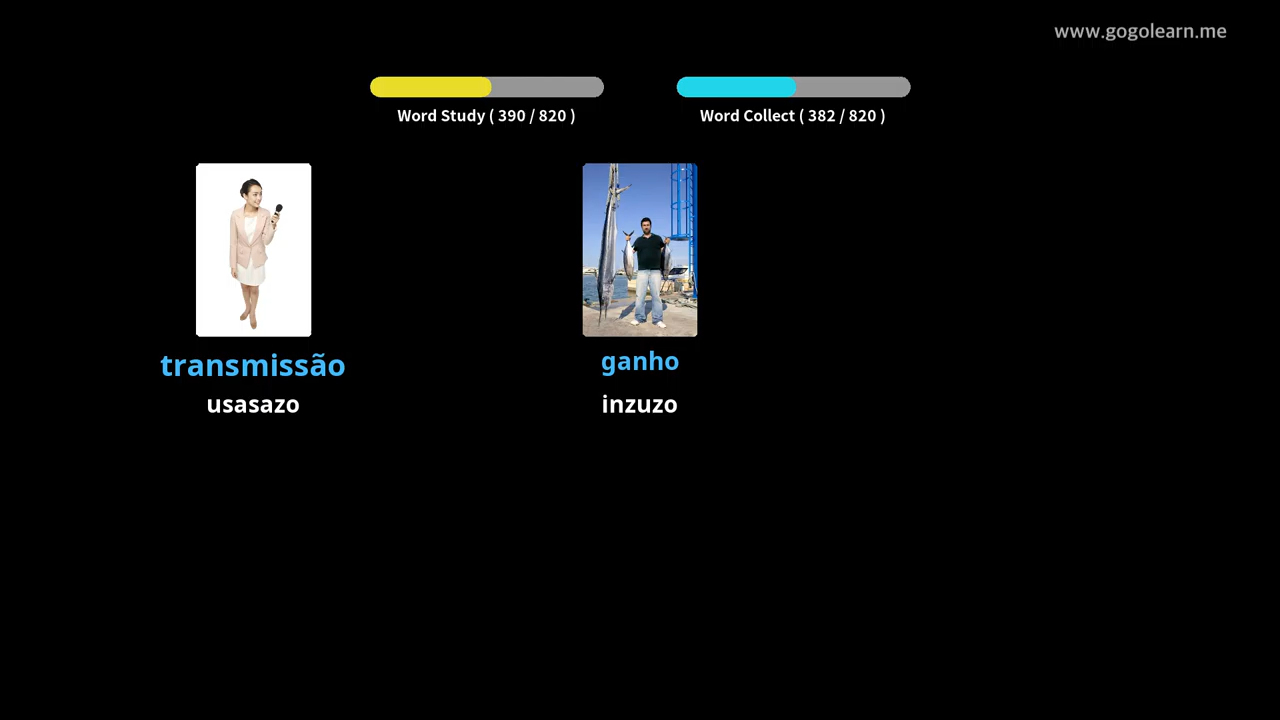 www.gogolearn.me
Word Study ( 390 / 820 )
Word Collect ( 382 / 820 )
transmissão
usasazo
ganho
inzuzo